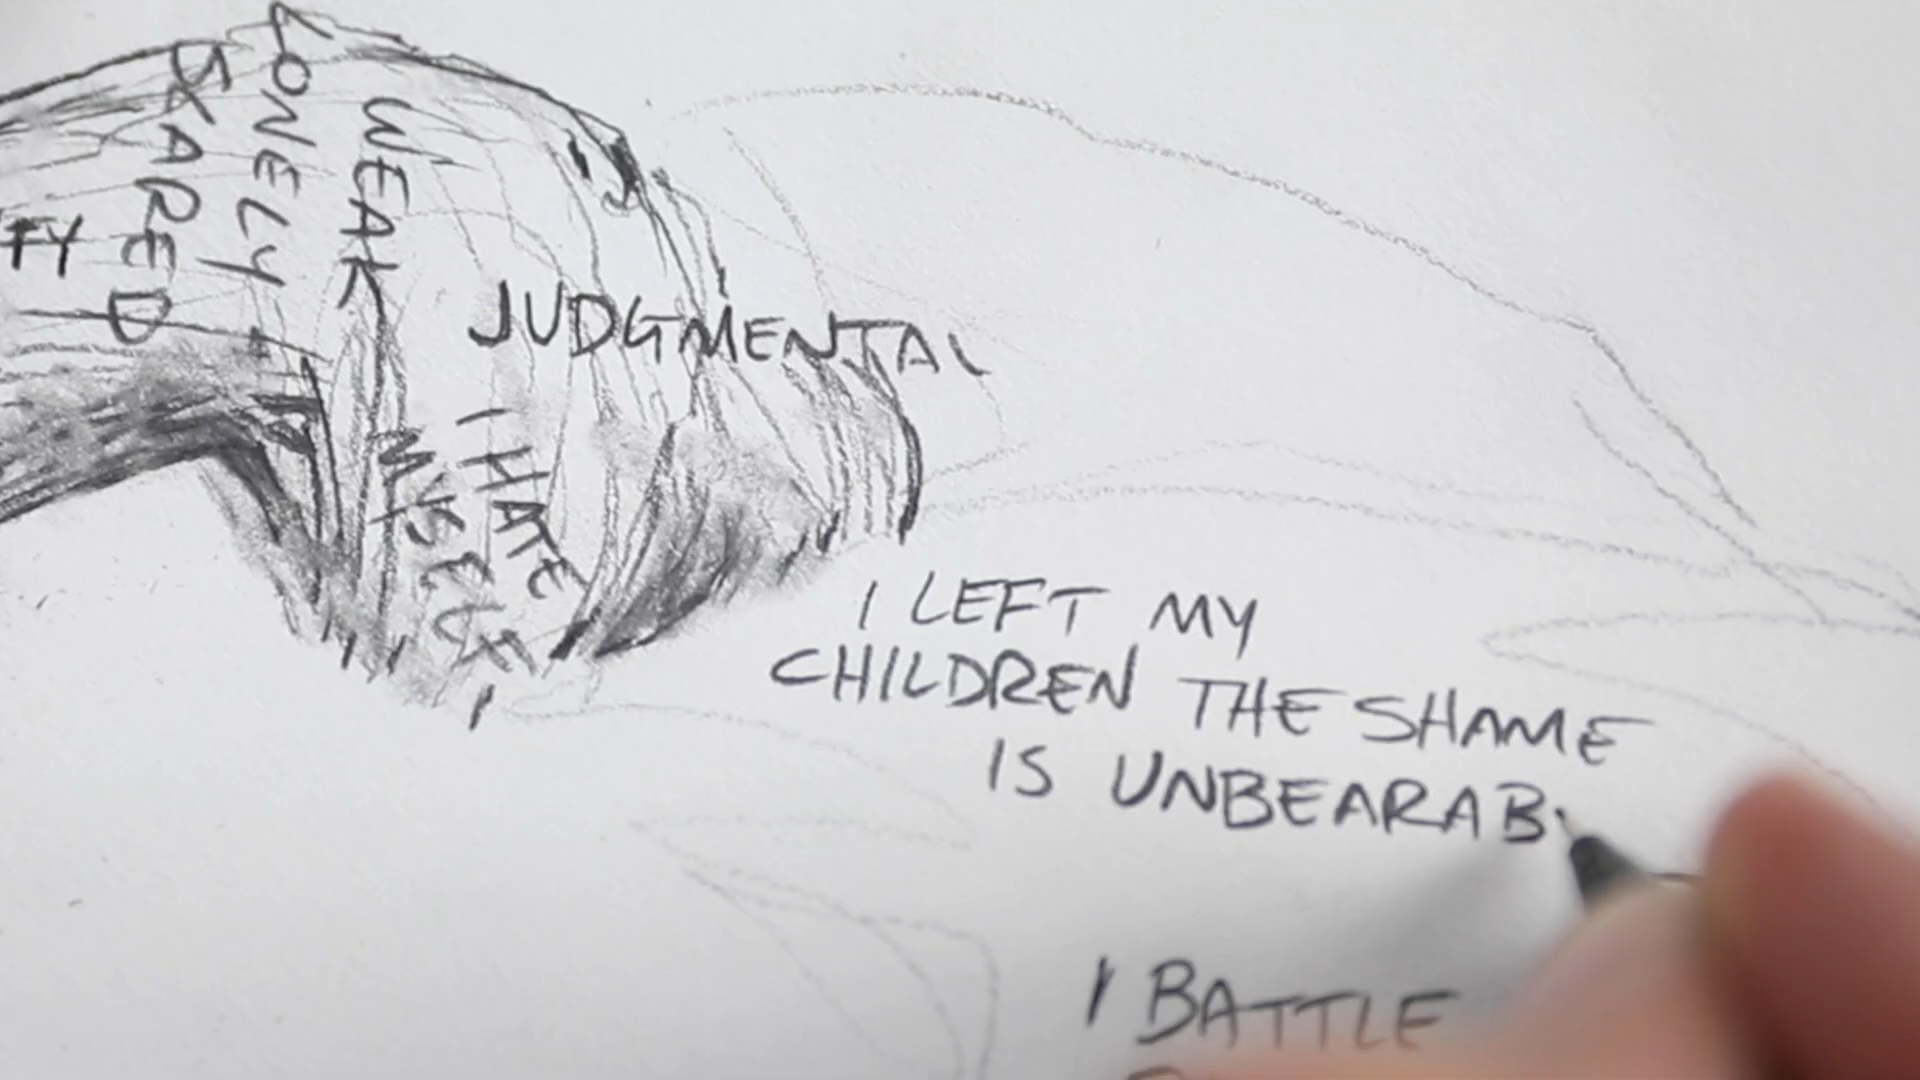 LONELY
SCARED
WEAK
FY
JUDGMENTAL
I HATE
MYSELF
I LEFT MY
CHILDREN THE SHAME
IS UNBEARAB
I BATTLE